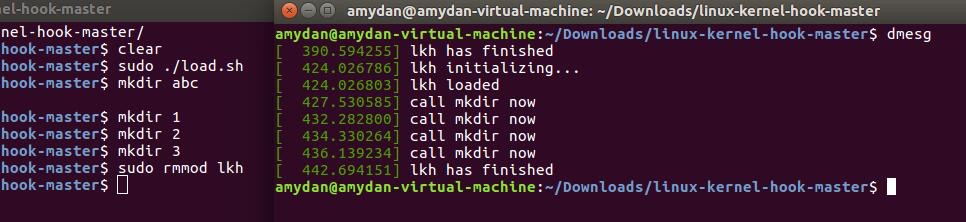 nel-hook-master
nel-hook-master/
hook-master$ clear
hook-master$ sudo ./load.sh
hook-master$ mkdir abc
hook-master$ mkdir 1
hook-master$ mkdir 2
hook-master$ mkdir 3
hook-master$ sudo rmmod lkh
hook-master$
amydan@amydan-virtual-machine: ~/Downloads/linux-kernel-hook-master
amydan@amydan-virtual-machine:~/Downloads/linux-kernel-hook-master$ dmesg
[  390.594255] lkh has finished
[  424.026786] lkh initializing...
[  424.026803] lkh loaded
[  427.530585] call mkdir now
[  432.282800] call mkdir now
[  434.330264] call mkdir now
[  436.139234] call mkdir now
[  442.694151] lkh has finished
amydan@amydan-virtual-machine:~/Downloads/linux-kernel-hook-master$